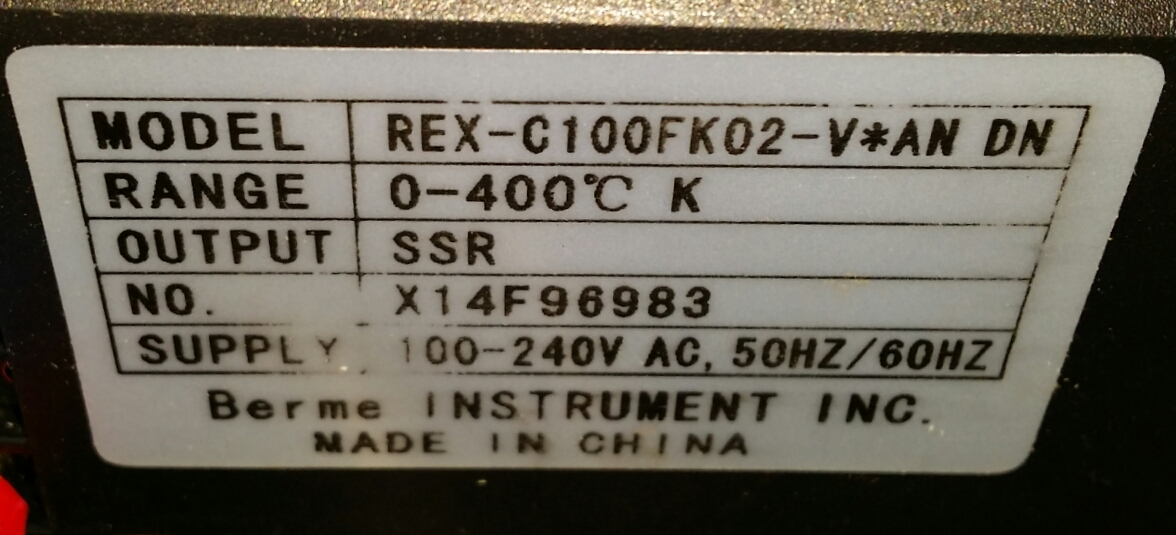 MODEL REX-C100FK02-V*AN DN
RANGE 0-400℃ K
OUTPUT SSR
NO. X14F96983
SUPPLY 100-240V AC, 50HZ/60HZ
Berme INSTRUMENT INC.
MADE IN CHINA